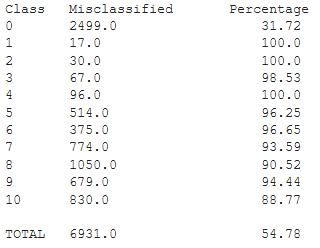 Class Misclassified Percentage
0 2499.0 31.72
1 17.0 100.0
2 30.0 100.0
3 67.0 98.53
4 96.0 100.0
5 514.0 96.25
6 375.0 96.65
7 774.0 93.59
8 1050.0 90.52
9 679.0 94.44
10 830.0 88.77
TOTAL 6931.0 54.78